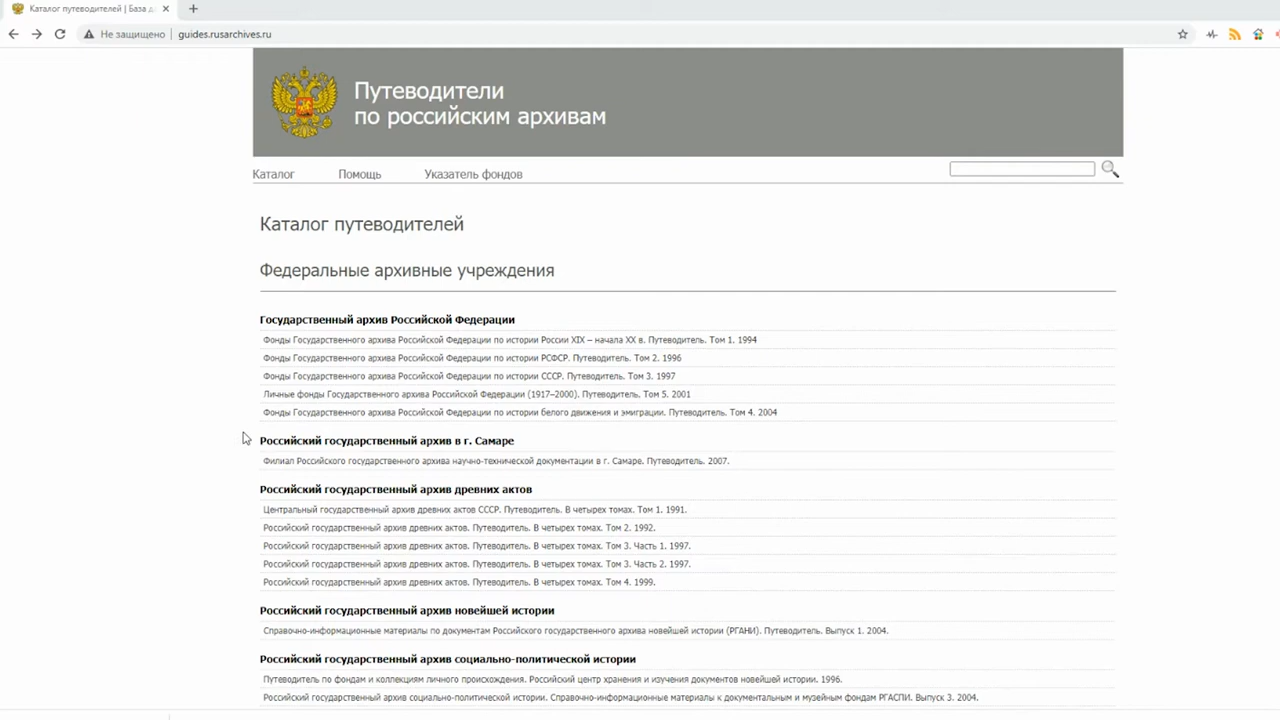 Каталог путеводителей | База д
Не защищено
guides.rusarchives.ru
Путеводители
по российским архивам
Каталог
Помощь
Указатель фондов
Каталог путеводителей
Федеральные архивные учреждения
Государственный архив Российской Федерации
Фонды Государственного архива Российской Федерации по истории России XIX – начала XX в. Путеводитель. Том 1. 1994
Фонды Государственного архива Российской Федерации по истории РСФСР. Путеводитель. Том 2. 1996
Фонды Государственного архива Российской Федерации по истории СССР. Путеводитель. Том 3. 1997
Личные фонды Государственного архива Российской Федерации (1917–2000). Путеводитель. Том 5. 2001
Фонды Государственного архива Российской Федерации по истории белого движения и эмиграции. Путеводитель. Том 4. 2004
Российский государственный архив в г. Самаре
Филиал Российского государственного архива научно-технической документации в г. Самаре. Путеводитель. 2007.
Российский государственный архив древних актов
Центральный государственный архив древних актов СССР. Путеводитель. В четырех томах. Том 1. 1991.
Российский государственный архив древних актов. Путеводитель. В четырех томах. Том 2. 1992.
Российский государственный архив древних актов. Путеводитель. В четырех томах. Том 3. Часть 1. 1997.
Российский государственный архив древних актов. Путеводитель. В четырех томах. Том 3. Часть 2. 1997.
Российский государственный архив древних актов. Путеводитель. В четырех томах. Том 4. 1999.
Российский государственный архив новейшей истории
Справочно-информационные материалы по документам Российского государственного архива новейшей истории (РГАНИ). Путеводитель. Выпуск 1. 2004.
Российский государственный архив социально-политической истории
Путеводитель по фондам и коллекциям личного происхождения. Российский центр хранения и изучения документов новейшей истории. 1996.
Российский государственный архив социально-политической истории. Справочно-информационные материалы к документальным и музейным фондам РГАСПИ. Выпуск 3. 2004.